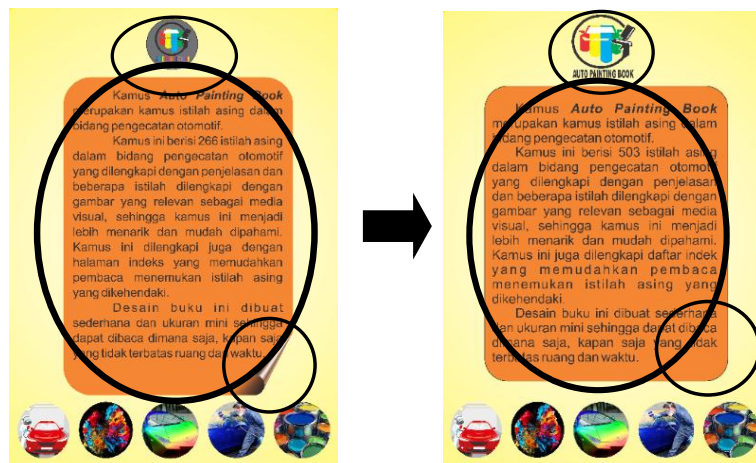 Kamus Auto Painting Book
merupakan kamus istilah asing dalam
bidang pengecatan otomotif.
Kamus ini berisi 266 istilah asing
dalam bidang pengecatan otomotif
yang dilengkapi dengan penjelasan dan
beberapa istilah dilengkapi dengan
gambar yang relevan sebagai media
visual, sehingga kamus ini menjadi
lebih menarik dan mudah dipahami.
Kamus ini dilengkapi juga dengan
halaman indeks yang memudahkan
pembaca menemukan istilah asing
yang dikehendaki.
Desain buku ini dibuat
sederhana dan ukuran mini sehingga
dapat dibaca dimana saja, kapan saja
yang tidak terbatas ruang dan waktu.
AUTO PAINTING BOOK
Kamus Auto Painting Book
merupakan kamus istilah asing dalam
bidang pengecatan otomotif.
Kamus ini berisi 503 istilah asing
dalam bidang pengecatan otomotif
yang dilengkapi dengan penjelasan
dan beberapa istilah dilengkapi dengan
gambar yang relevan sebagai media
visual, sehingga kamus ini menjadi
lebih menarik dan mudah dipahami.
Kamus ini juga dilengkapi daftar indek
yang memudahkan pembaca
menemukan istilah asing yang
dikehendaki.
Desain buku ini dibuat sederhana
dan ukuran mini sehingga dapat dibaca
dimana saja, kapan saja yang tidak
terbatas ruang dan waktu.